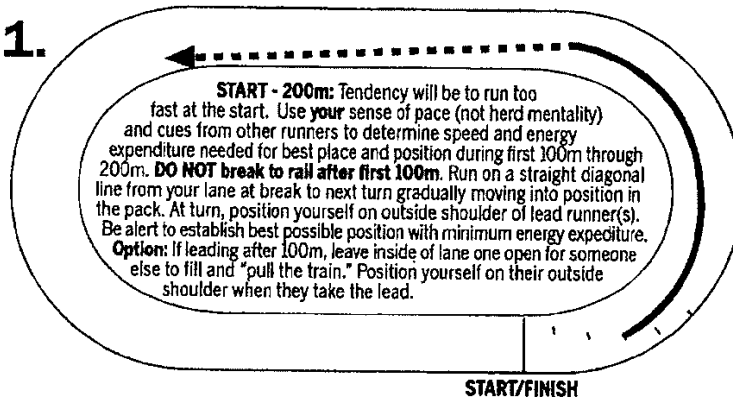 1.
START - 200m: Tendency will be to run too
fast at the start. Use your sense of pace (not herd mentality)
and cues from other runners to determine speed and energy
expenditure needed for best place and position during first 100m through
200m. DO NOT break to rail after first 100m. Run on a straight diagonal
line from your lane at break to next turn gradually moving into position in
the pack. At turn, position yourself on outside shoulder of lead runner(s).
Be alert to establish best possible position with minimum energy expediture.
Option: If leading after 100m, leave inside of lane one open for someone
else to fill and "pull the train." Position yourself on their outside
shoulder when they take the lead.
START/FINISH